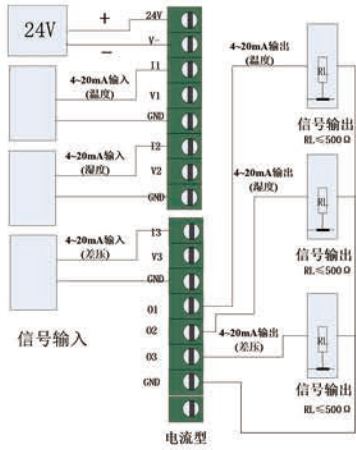 24V
+
−
24V
V-
4~20mA输入
(温度)
I1
V1
GND
4~20mA输入
(湿度)
I2
V2
GND
4~20mA输入
(差压)
I3
V3
GND
O1
O2
O3
GND
信号输入
电流型
4~20mA输出
(温度)
RL
信号输出
RL≤500Ω
4~20mA输出
(湿度)
RL
信号输出
RL≤500Ω
4~20mA输出
(差压)
RL
信号输出
RL≤500Ω